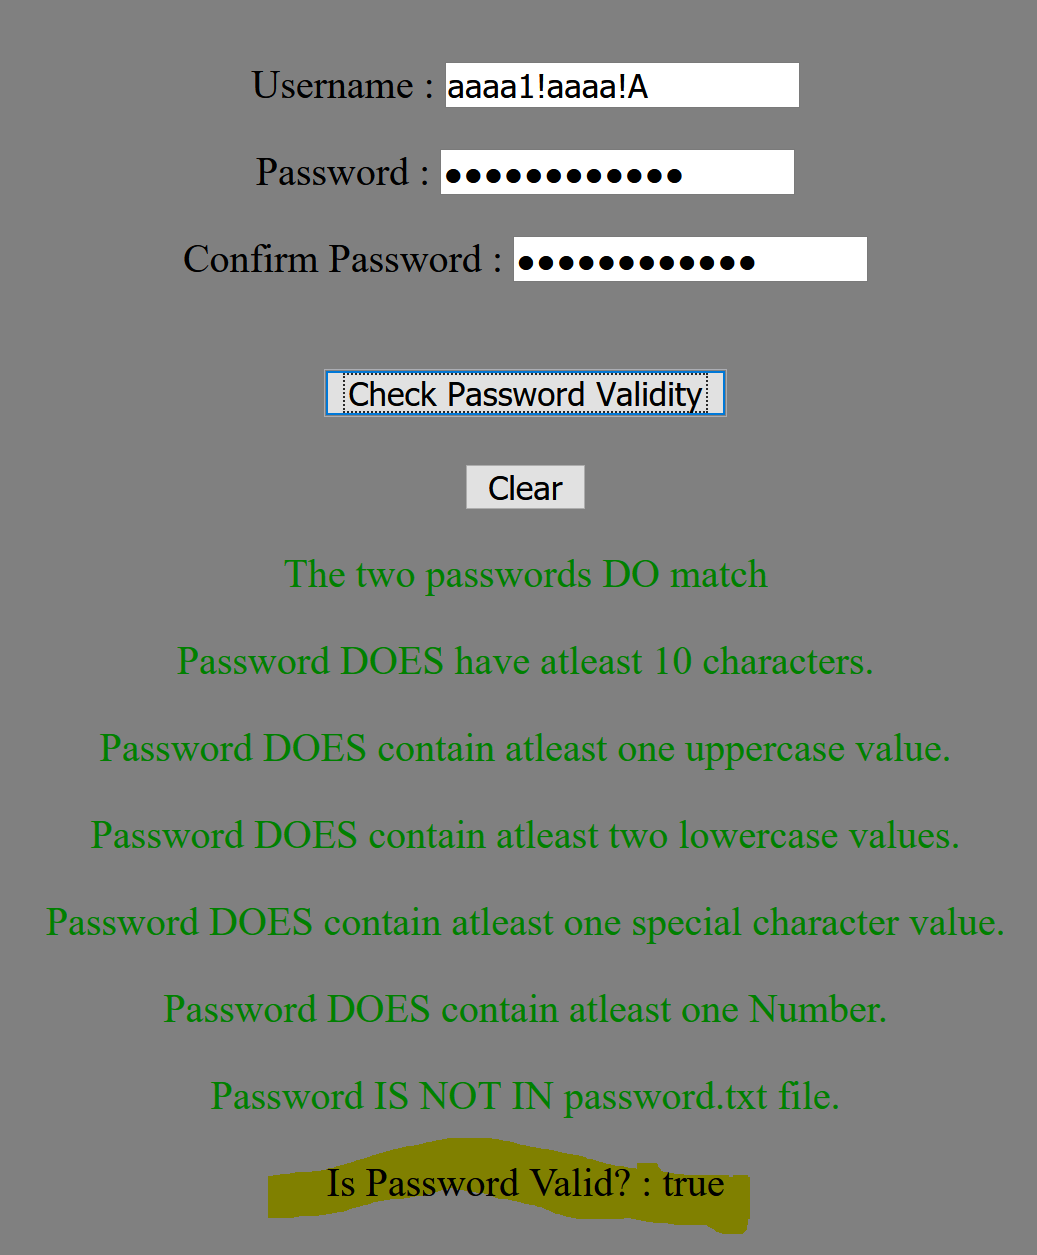 Username : aaaa1!aaaa!A
Password : ●●●●●●●●●●●●
Confirm Password : ●●●●●●●●●●●●
Check Password Validity
Clear
The two passwords DO match
Password DOES have atleast 10 characters.
Password DOES contain atleast one uppercase value.
Password DOES contain atleast two lowercase values.
Password DOES contain atleast one special character value.
Password DOES contain atleast one Number.
Password IS NOT IN password.txt file.
Is Password Valid? : true